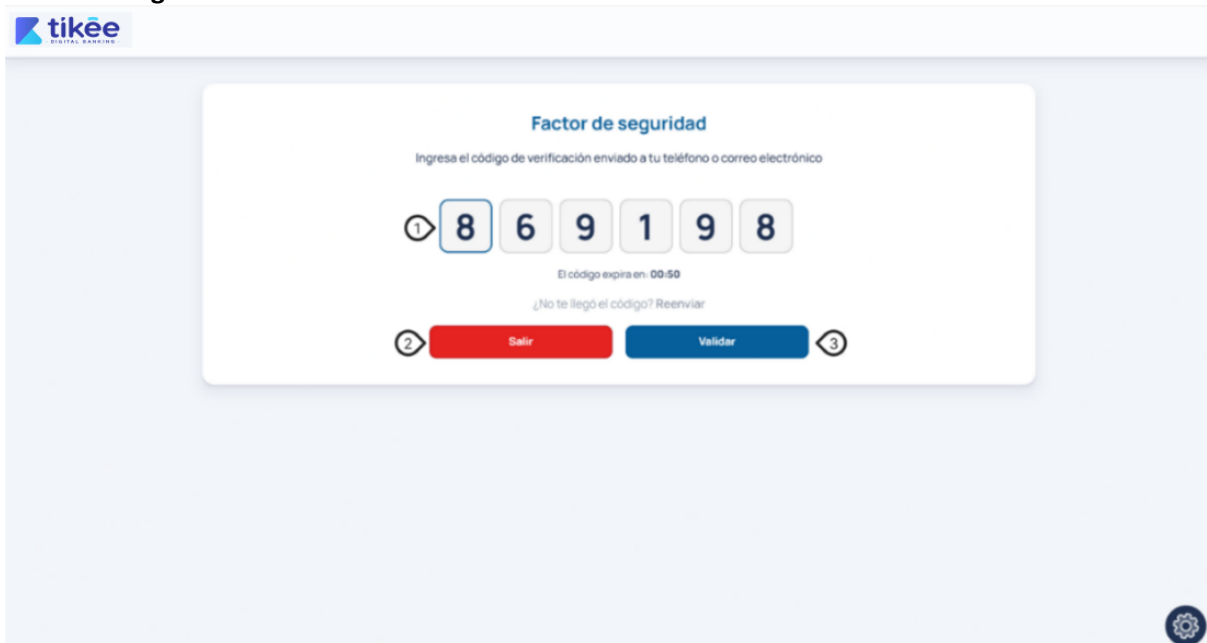 tikēe
DIGITAL BANKING
Factor de seguridad
Ingresa el código de verificación enviado a tu teléfono o correo electrónico
1 8 6 9 1 9 8
El código expira en: 00:50
¿No te llegó el código? Reenviar
2 Salir Validar 3